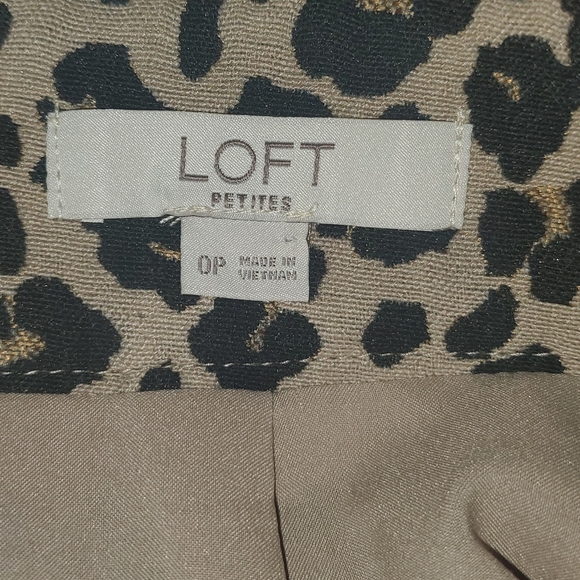 LOFT
PETITES
0P MADE IN
VIETNAM